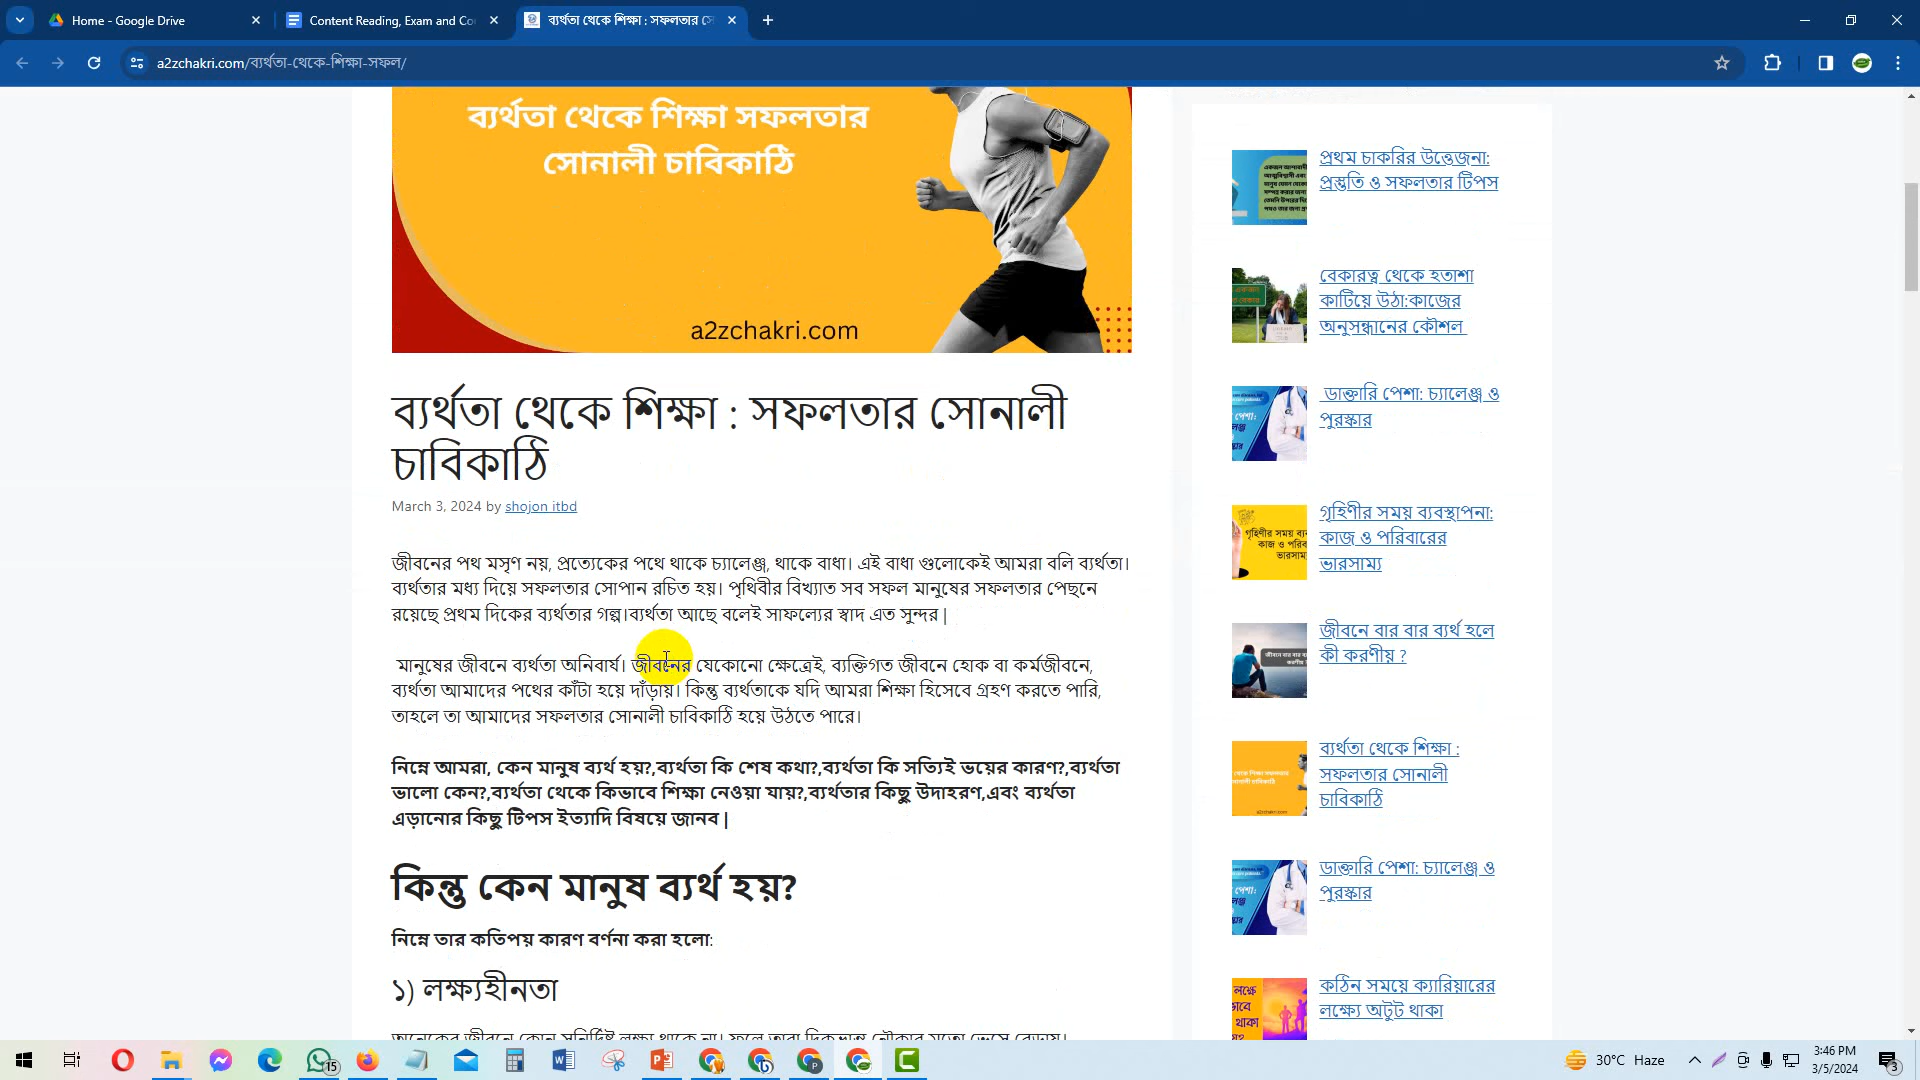 Home - Google Drive
Content Reading, Exam and Co
ব্যর্থতা থেকে শিক্ষা : সফলতার সে
a2zchakri.com/ব্যর্থতা-থেকে-শিক্ষা-সফল/
ব্যর্থতা থেকে শিক্ষা সফলতার
সোনালী চাবিকাঠি
a2zchakri.com
ব্যর্থতা থেকে শিক্ষা : সফলতার সোনালী
চাবিকাঠি
March 3, 2024 by shojon itbd
জীবনের পথ মসৃণ নয়, প্রত্যেকের পথে থাকে চ্যালেঞ্জ, থাকে বাধা। এই বাধা গুলোকেই আমরা বলি ব্যর্থতা।
ব্যর্থতার মধ্য দিয়ে সফলতার সোপান রচিত হয়। পৃথিবীর বিখ্যাত সব সফল মানুষের সফলতার পেছনে
রয়েছে প্রথম দিকের ব্যর্থতার গল্প।ব্যর্থতা আছে বলেই সাফল্যের স্বাদ এত সুন্দর |
মানুষের জীবনে ব্যর্থতা অনিবার্য। জীবনের যেকোনো ক্ষেত্রেই, ব্যক্তিগত জীবনে হোক বা কর্মজীবনে,
ব্যর্থতা আমাদের পথের কাঁটা হয়ে দাঁড়ায়। কিন্তু ব্যর্থতাকে যদি আমরা শিক্ষা হিসেবে গ্রহণ করতে পারি,
তাহলে তা আমাদের সফলতার সোনালী চাবিকাঠি হয়ে উঠতে পারে।
নিম্নে আমরা, কেন মানুষ ব্যর্থ হয়?,ব্যর্থতা কি শেষ কথা?,ব্যর্থতা কি সত্যিই ভয়ের কারণ?,ব্যর্থতা
ভালো কেন?,ব্যর্থতা থেকে কিভাবে শিক্ষা নেওয়া যায়?,ব্যর্থতার কিছু উদাহরণ,এবং ব্যর্থতা
এড়ানোর কিছু টিপস ইত্যাদি বিষয়ে জানব |
কিন্তু কেন মানুষ ব্যর্থ হয়?
নিম্নে তার কতিপয় কারণ বর্ণনা করা হলো:
১) লক্ষ্যহীনতা
অনেকের জীবনে কোন সুনির্দিষ্ট লক্ষ্য থাকে না। ফলে তারা দিকভ্রান্ত নৌকার মতো ভেসে বেড়ায়।
প্রথম চাকরির উত্তেজনা:
প্রস্তুতি ও সফলতার টিপস
বেকারত্ব থেকে হতাশা
কাটিয়ে উঠা:কাজের
অনুসন্ধানের কৌশল
ডাক্তারি পেশা: চ্যালেঞ্জ ও
পুরস্কার
গৃহিণীর সময় ব্যবস্থাপনা:
কাজ ও পরিবারের
ভারসাম্য
জীবনে বার বার ব্যর্থ হলে
কী করণীয় ?
ব্যর্থতা থেকে শিক্ষা :
সফলতার সোনালী
চাবিকাঠি
ডাক্তারি পেশা: চ্যালেঞ্জ ও
পুরস্কার
কঠিন সময়ে ক্যারিয়ারের
লক্ষ্যে অটুট থাকা
15
30°C Haze
3:46 PM
3/5/2024
3